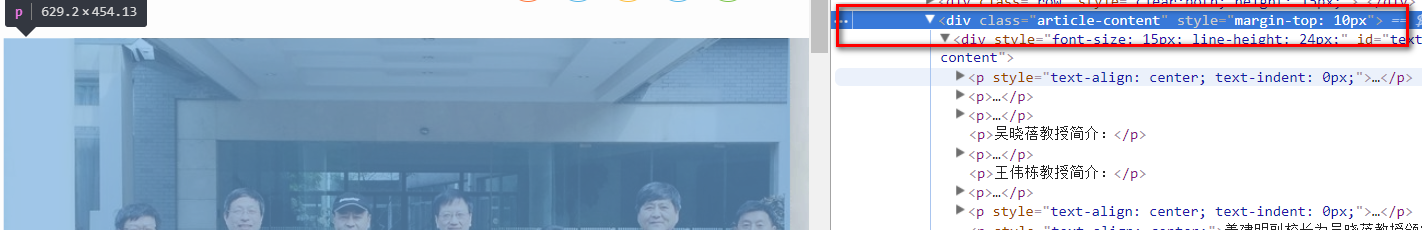 p 629.2 × 454.13
<div class="article-content" style="margin-top: 10px"> ==
<div style="font-size: 15px; line-height: 24px;" id="text
content">
<p style="text-align: center; text-indent: 0px;">…</p>
<p>…</p>
<p>…</p>
<p>吴晓蓓教授简介：</p>
<p>…</p>
<p>王伟栋教授简介：</p>
<p>…</p>
<p style="text-align: center; text-indent: 0px;">…</p>